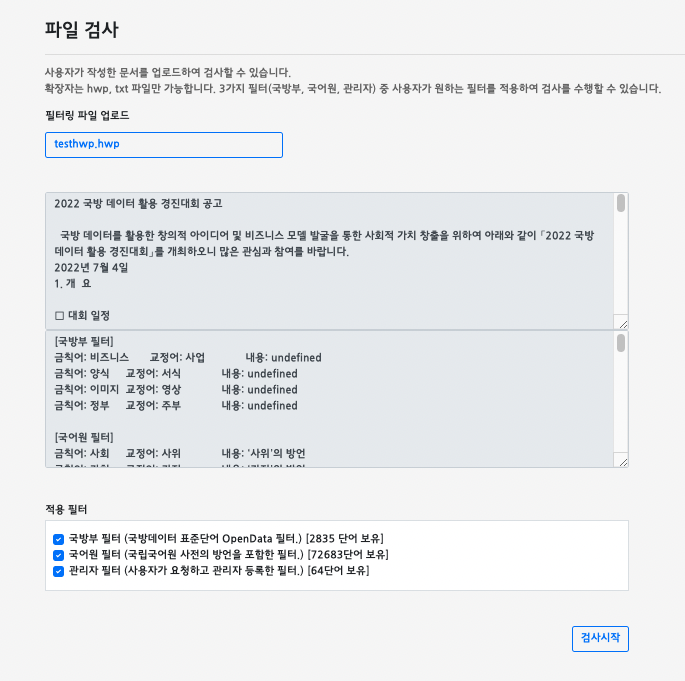 파일 검사
사용자가 작성한 문서를 업로드하여 검사할 수 있습니다.
확장자는 hwp, txt 파일만 가능합니다. 3가지 필터(국방부, 국어원, 관리자) 중 사용자가 원하는 필터를 적용하여 검사를 수행할 수 있습니다.
필터링 파일 업로드
testhwp.hwp
2022 국방 데이터 활용 경진대회 공고
국방 데이터를 활용한 창의적 아이디어 및 비즈니스 모델 발굴을 통한 사회적 가치 창출을 위하여 아래와 같이 「2022 국방
데이터 활용 경진대회」를 개최하오니 많은 관심과 참여를 바랍니다.
2022년 7월 4일
1. 개 요
□ 대회 일정
[국방부 필터]
금칙어: 비즈니스 교정어: 사업 내용: undefined
금칙어: 양식 교정어: 서식 내용: undefined
금칙어: 이미지 교정어: 영상 내용: undefined
금칙어: 정부 교정어: 주부 내용: undefined
[국어원 필터]
금칙어: 사회 교정어: 사위 내용: '사위'의 방언
적용 필터
국방부 필터 (국방데이터 표준단어 OpenData 필터.) [2835 단어 보유]
국어원 필터 (국립국어원 사전의 방언을 포함한 필터.) [72683단어 보유]
관리자 필터 (사용자가 요청하고 관리자 등록한 필터.) [64단어 보유]
검사시작